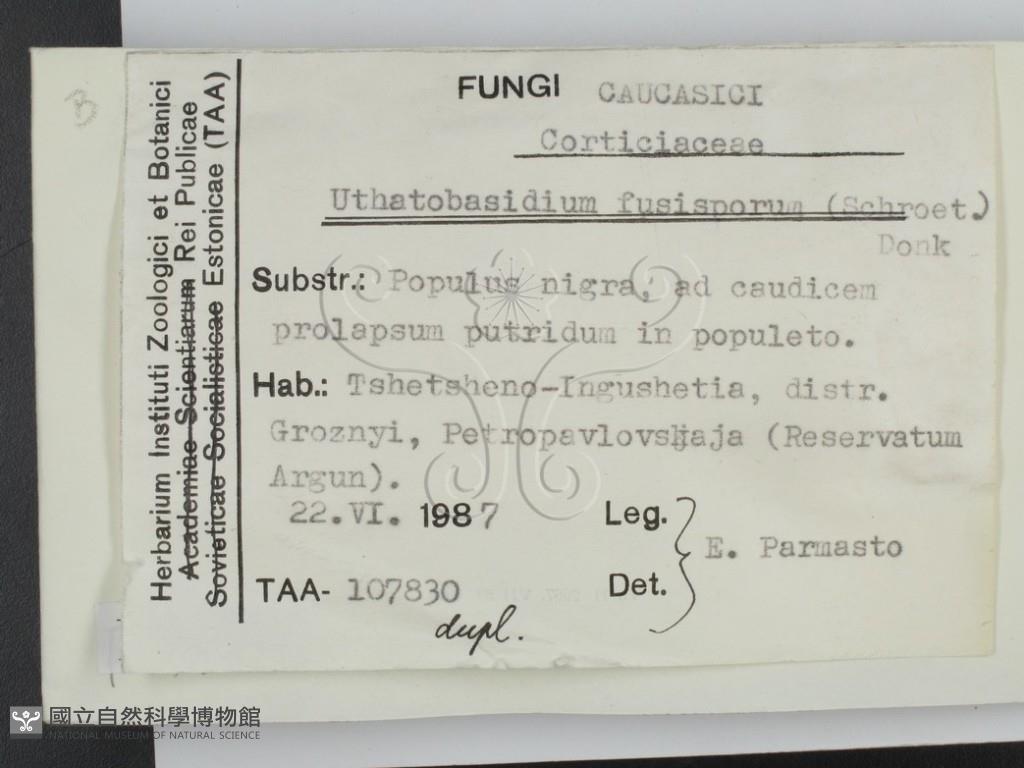 Herbarium Instituti Zoologici et Botanici
Academiae Scientiarum Rei Publicae
Sovieticae Socialisticae Estonicae (TAA)
FUNGI CAUCASICI
Corticiaceae
Uthatobasidium fusisporum (Schroet.)
Donk
Substr.: Populus nigra, ad caudicem
prolapsum putridum in populeto.
Hab.: Tshetsheno-Ingushetia, distr.
Groznyi, Petropavlovskaja (Reservatum
Argun).
22.VI. 1987
Leg.
Det.
E. Parmasto
TAA- 107830
dupl.
國立自然科學博物館
NATIONAL MUSEUM OF NATURAL SCIENCE